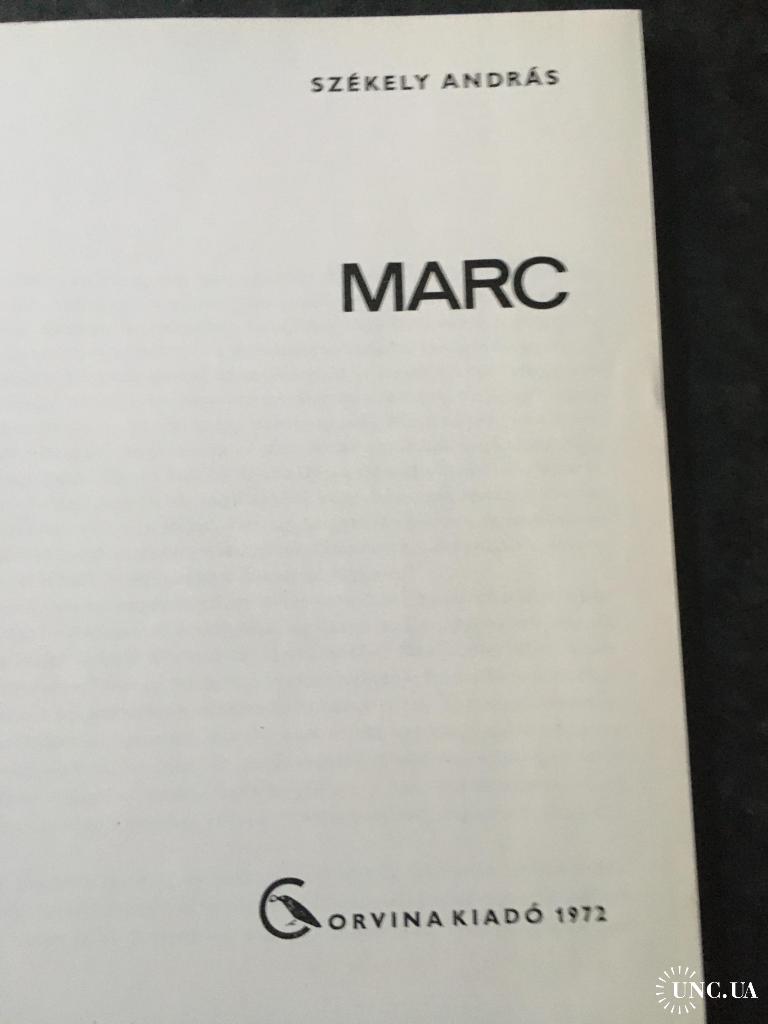 SZÉKELY ANDRÁS
MARC
CORVINA KIADÓ 1972
UNC.UA